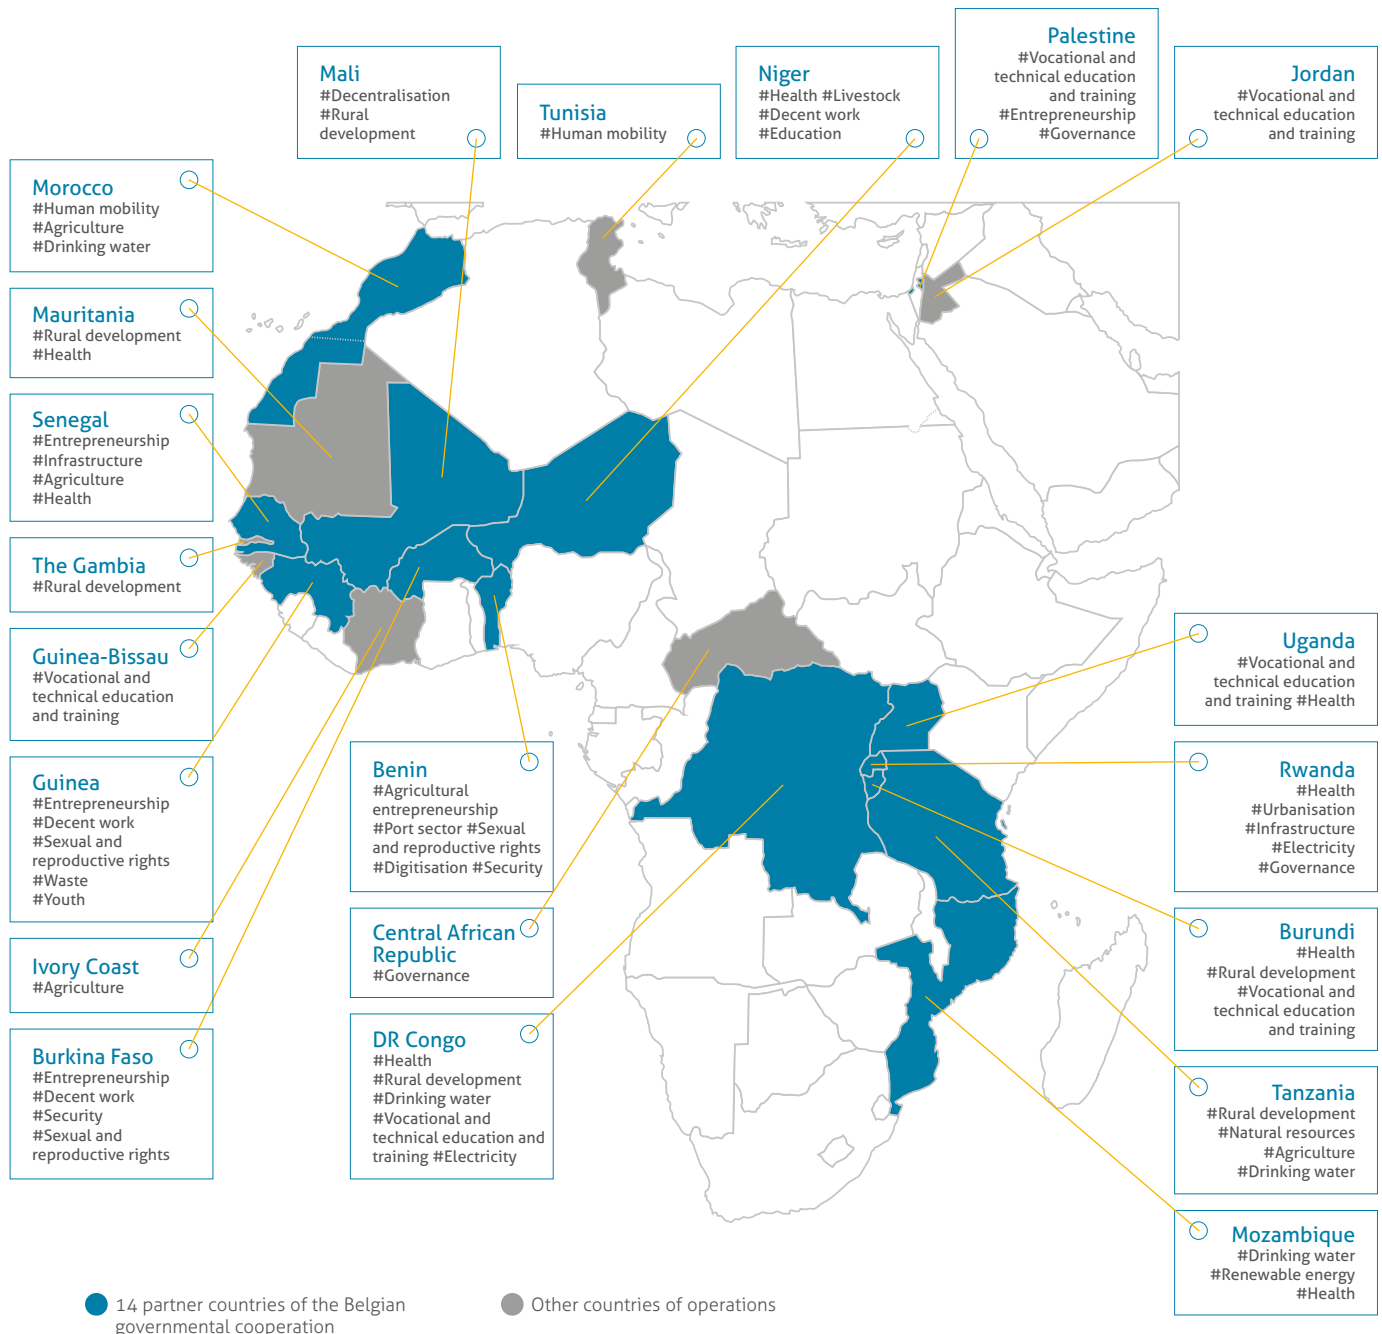 Mali
#Decentralisation
#Rural
development
Tunisia
#Human mobility
Niger
#Health #Livestock
#Decent work
#Education
Palestine
#Vocational and
technical education
and training
#Entrepreneurship
#Governance
Jordan
#Vocational and
technical education
and training
Morocco
#Human mobility
#Agriculture
#Drinking water
Mauritania
#Rural development
#Health
Senegal
#Entrepreneurship
#Infrastructure
#Agriculture
#Health
The Gambia
#Rural development
Guinea-Bissau
#Vocational and
technical education
and training
Guinea
#Entrepreneurship
#Decent work
#Sexual and
reproductive rights
#Waste
#Youth
Ivory Coast
#Agriculture
Burkina Faso
#Entrepreneurship
#Decent work
#Security
#Sexual and
reproductive rights
Benin
#Agricultural
entrepreneurship
#Port sector #Sexual
and reproductive rights
#Digitisation #Security
Central African
Republic
#Governance
DR Congo
#Health
#Rural development
#Drinking water
#Vocational and
technical education and
training #Electricity
Uganda
#Vocational and
technical education
and training #Health
Rwanda
#Health
#Urbanisation
#Infrastructure
#Electricity
#Governance
Burundi
#Health
#Rural development
#Vocational and
technical education
and training
Tanzania
#Rural development
#Natural resources
#Agriculture
#Drinking water
Mozambique
#Drinking water
#Renewable energy
#Health
14 partner countries of the Belgian
governmental cooperation
Other countries of operations